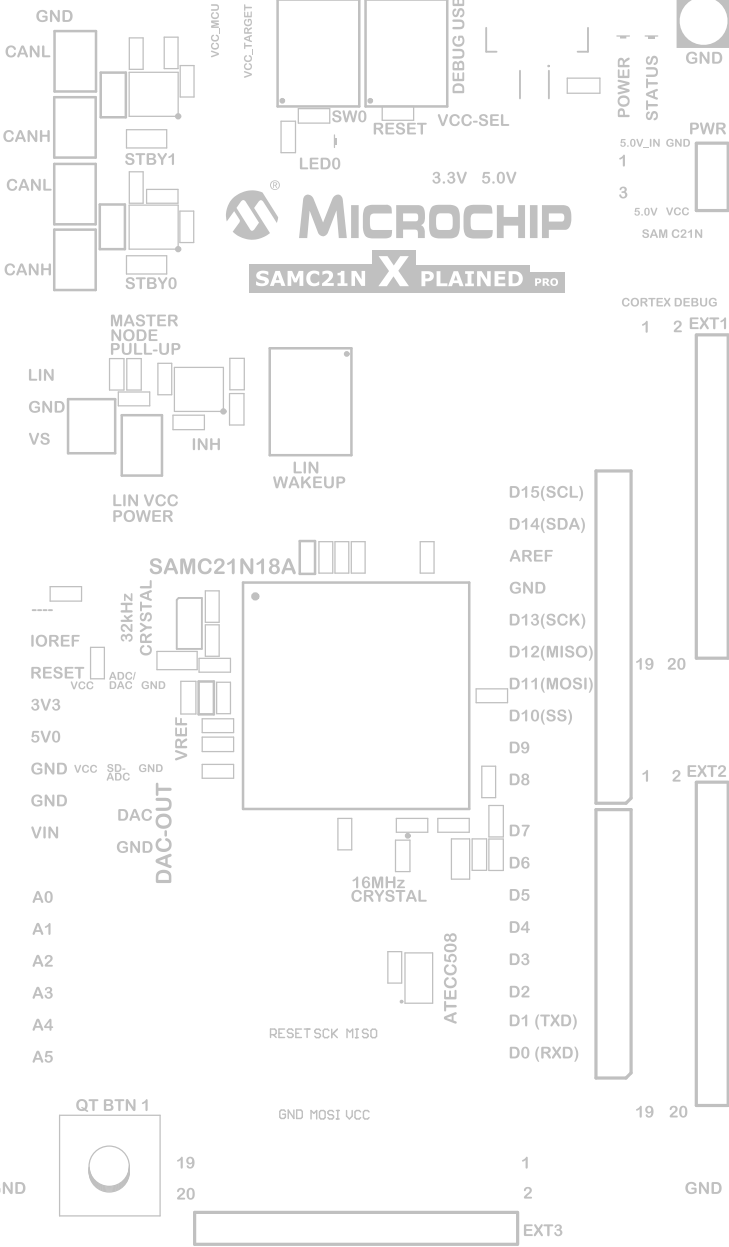 GND
VCC_MCU
VCC_TARGET
DEBUG USB
CANL
CANH
STBY1
CANL
CANH
STBY0
SW0
RESET
VCC-SEL
LED0
3.3V 5.0V
POWER
STATUS
GND
PWR
5.0V_IN GND
1
3
5.0V VCC
SAM C21N
MICROCHIP ®
SAMC21N X PLAINED PRO
CORTEX DEBUG
1 2 EXT1
MASTER
NODE
PULL-UP
LIN
GND
VS
INH
LIN
WAKEUP
LIN VCC
POWER
SAMC21N18A
32kHz
CRYSTAL
----
IOREF
RESET
VCC ADC/
DAC GND
3V3
5V0
GND
VCC SD-
ADC GND
GND
VIN
VREF
DAC
GND
DAC-OUT
A0
A1
A2
A3
A4
A5
16MHz
CRYSTAL
ATECC508
D15(SCL)
D14(SDA)
AREF
GND
D13(SCK)
D12(MISO)
D11(MOSI)
D10(SS)
D9
D8
D7
D6
D5
D4
D3
D2
D1 (TXD)
D0 (RXD)
19 20
1 2 EXT2
19 20
RESET SCK MISO
GND MOSI VCC
QT BTN 1
19
20
1
2
EXT3
GND